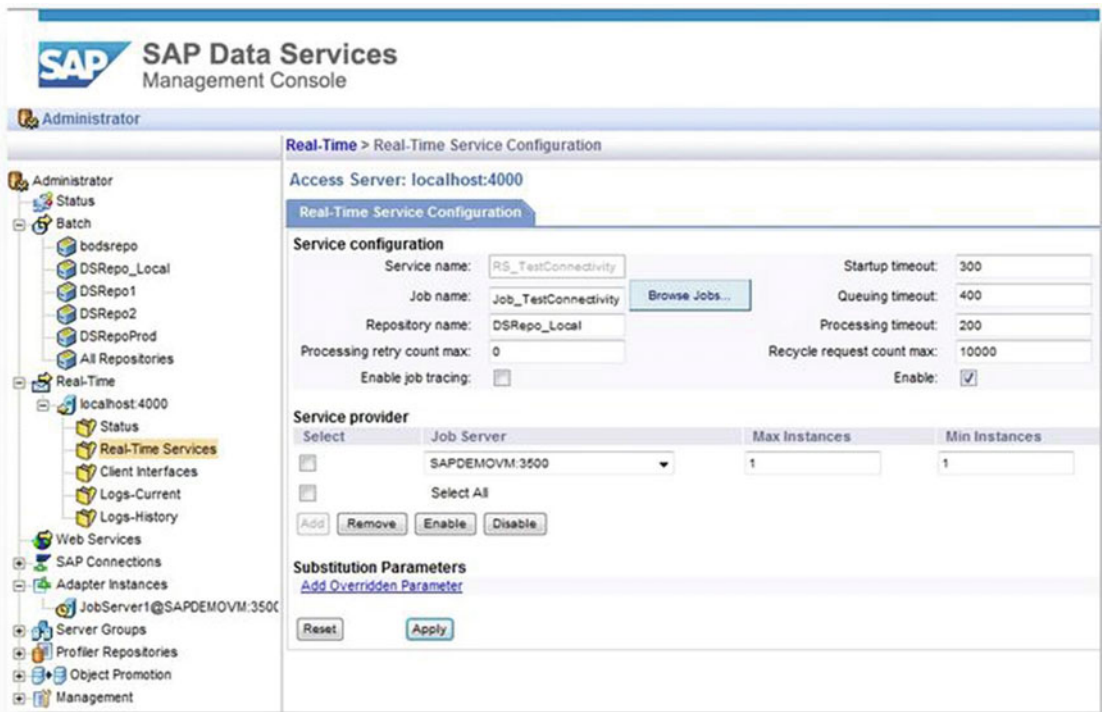 SAP
SAP Data Services
Management Console
Administrator
Real-Time > Real-Time Service Configuration
Administrator
Status
Batch
bodsrepo
DSRepo_Local
DSRepo1
DSRepo2
DSRepoProd
All Repositories
Real-Time
localhost:4000
Status
Real-Time Services
Client Interfaces
Logs-Current
Logs-History
Web Services
SAP Connections
Adapter Instances
JobServer1@SAPDEMOVM:3500
Server Groups
Profiler Repositories
Object Promotion
Management
Access Server: localhost:4000
Real-Time Service Configuration
Service configuration
Service name: RS_TestConnectivity Startup timeout: 300
Job name: Job_TestConnectivity Browse Jobs... Queuing timeout: 400
Repository name: DSRepo_Local Processing timeout: 200
Processing retry count max: 0 Recycle request count max: 10000
Enable job tracing: Enable:
Service provider
Select Job Server Max Instances Min Instances
SAPDEMOVM:3500 1 1
Select All
Add Remove Enable Disable
Substitution Parameters
Add Overridden Parameter
Reset Apply